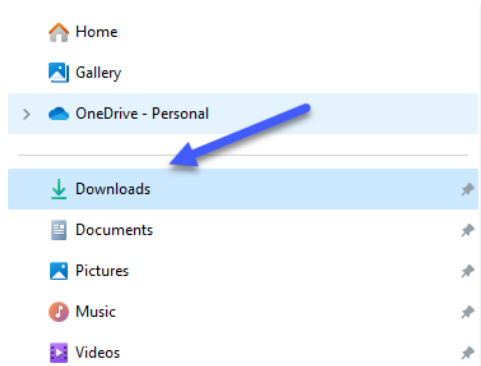 Home
Gallery
OneDrive - Personal
Downloads
Documents
Pictures
Music
Videos